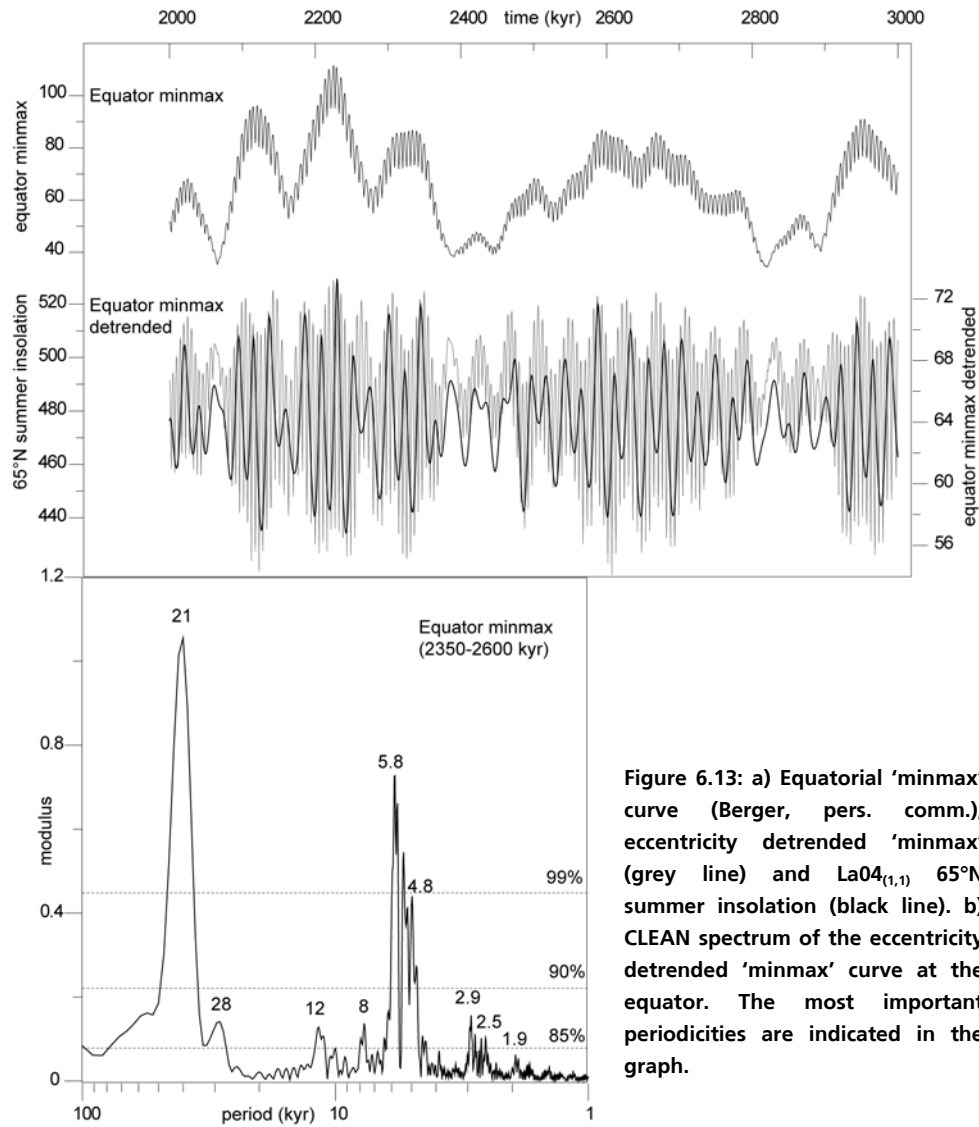 2000 2200 2400 time (kyr) 2600 2800 3000
Equator minmax
equator minmax
100
80
60
40
Equator minmax
detrended
65°N summer insolation
520
500
480
460
440
equator minmax detrended
72
68
64
60
56
1.2
0.8
0.4
0
modulus
Equator minmax
(2350-2600 kyr)
21
28
12
8
5.8
4.8
2.9
2.5
1.9
99%
90%
85%
100 period (kyr) 10 1
Figure 6.13: a) Equatorial ‘minmax’
curve (Berger, pers. comm.),
eccentricity detrended ‘minmax’
(grey line) and La04(1,1) 65°N
summer insolation (black line). b)
CLEAN spectrum of the eccentricity
detrended ‘minmax’ curve at the
equator. The most important
periodicities are indicated in the
graph.